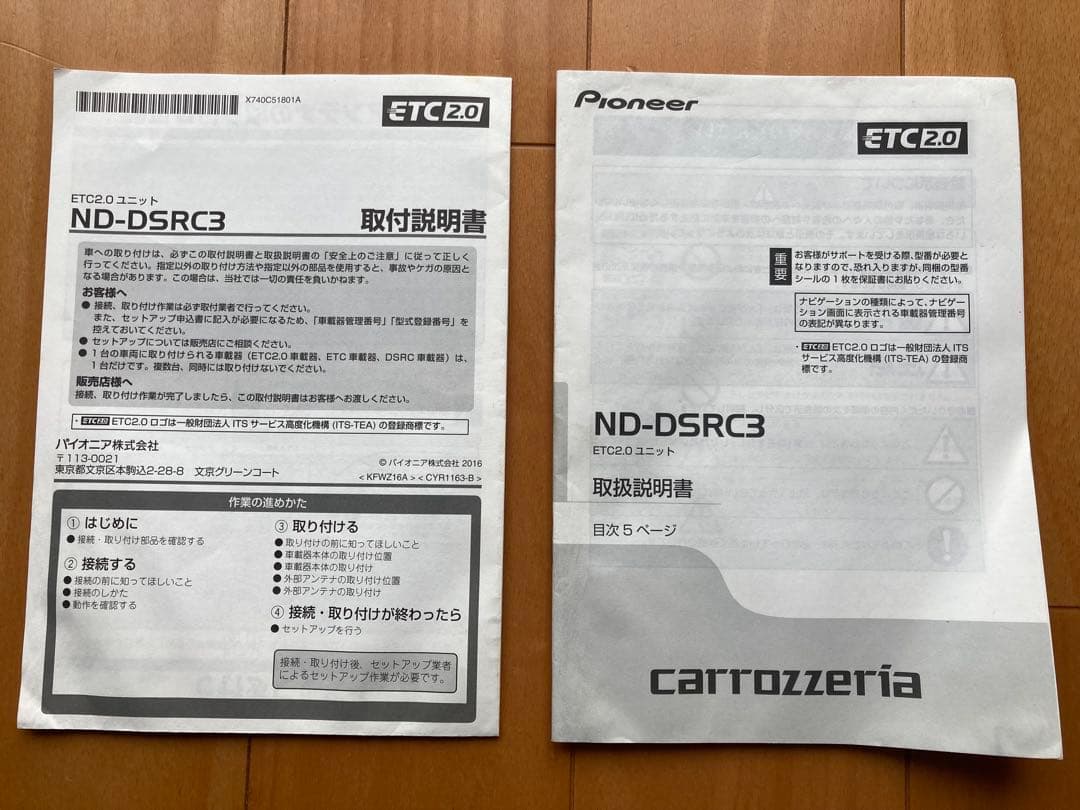 X740C51801A
ETC2.0
ETC2.0 ユニット
ND-DSRC3 取付説明書
車への取り付けは、必ずこの取付説明書と取扱説明書の「安全上のご注意」に従って正しく
行ってください。指定以外の取り付け方法や指定以外の部品を使用すると、事故やケガの原因と
なる場合があります。この場合は、当社では一切の責任を負いかねます。
お客様へ
● 接続、取り付け作業は必ず取付業者で行ってください。
また、セットアップ申込書に記入が必要になるため、「車載器管理番号」「型式登録番号」を
控えておいてください。
● セットアップについては販売店にご相談ください。
● 1台の車両に取り付けられる車載器（ETC2.0車載器、ETC車載器、DSRC車載器）は、
1台だけです。複数台、同時には取り付けないでください。
販売店様へ
接続、取り付け作業が完了しましたら、この取付説明書はお客様へお渡しください。
・ETC2.0 ETC2.0 ロゴは一般財団法人 ITS サービス高度化機構 (ITS-TEA) の登録商標です。
パイオニア株式会社
〒113-0021
東京都文京区本駒込2-28-8 文京グリーンコート
© パイオニア株式会社 2016
< KFWZ16A > < CYR1163-B >
作業の進めかた
① はじめに
● 接続・取り付け部品を確認する
② 接続する
● 接続の前に知ってほしいこと
● 接続のしかた
● 動作を確認する
③ 取り付ける
● 取り付けの前に知ってほしいこと
● 車載器本体の取り付け位置
● 車載器本体の取り付け
● 外部アンテナの取り付け位置
● 外部アンテナの取り付け
④ 接続・取り付けが終わったら
● セットアップを行う
接続・取り付け後、セットアップ業者
によるセットアップ作業が必要です。
Pioneer
ETC2.0
重要
お客様がサポートを受ける際、型番が必要と
なりますので、恐れ入りますが、同梱の型番
シールの1枚を保証書にお貼りください。
ナビゲーションの種類によって、ナビゲー
ション画面に表示される車載器管理番号
の表記が異なります。
・ETC2.0 ETC2.0 ロゴは一般財団法人 ITS
サービス高度化機構 (ITS-TEA) の登録商
標です。
ND-DSRC3
ETC2.0 ユニット
取扱説明書
目次 5 ページ
carrozzeria